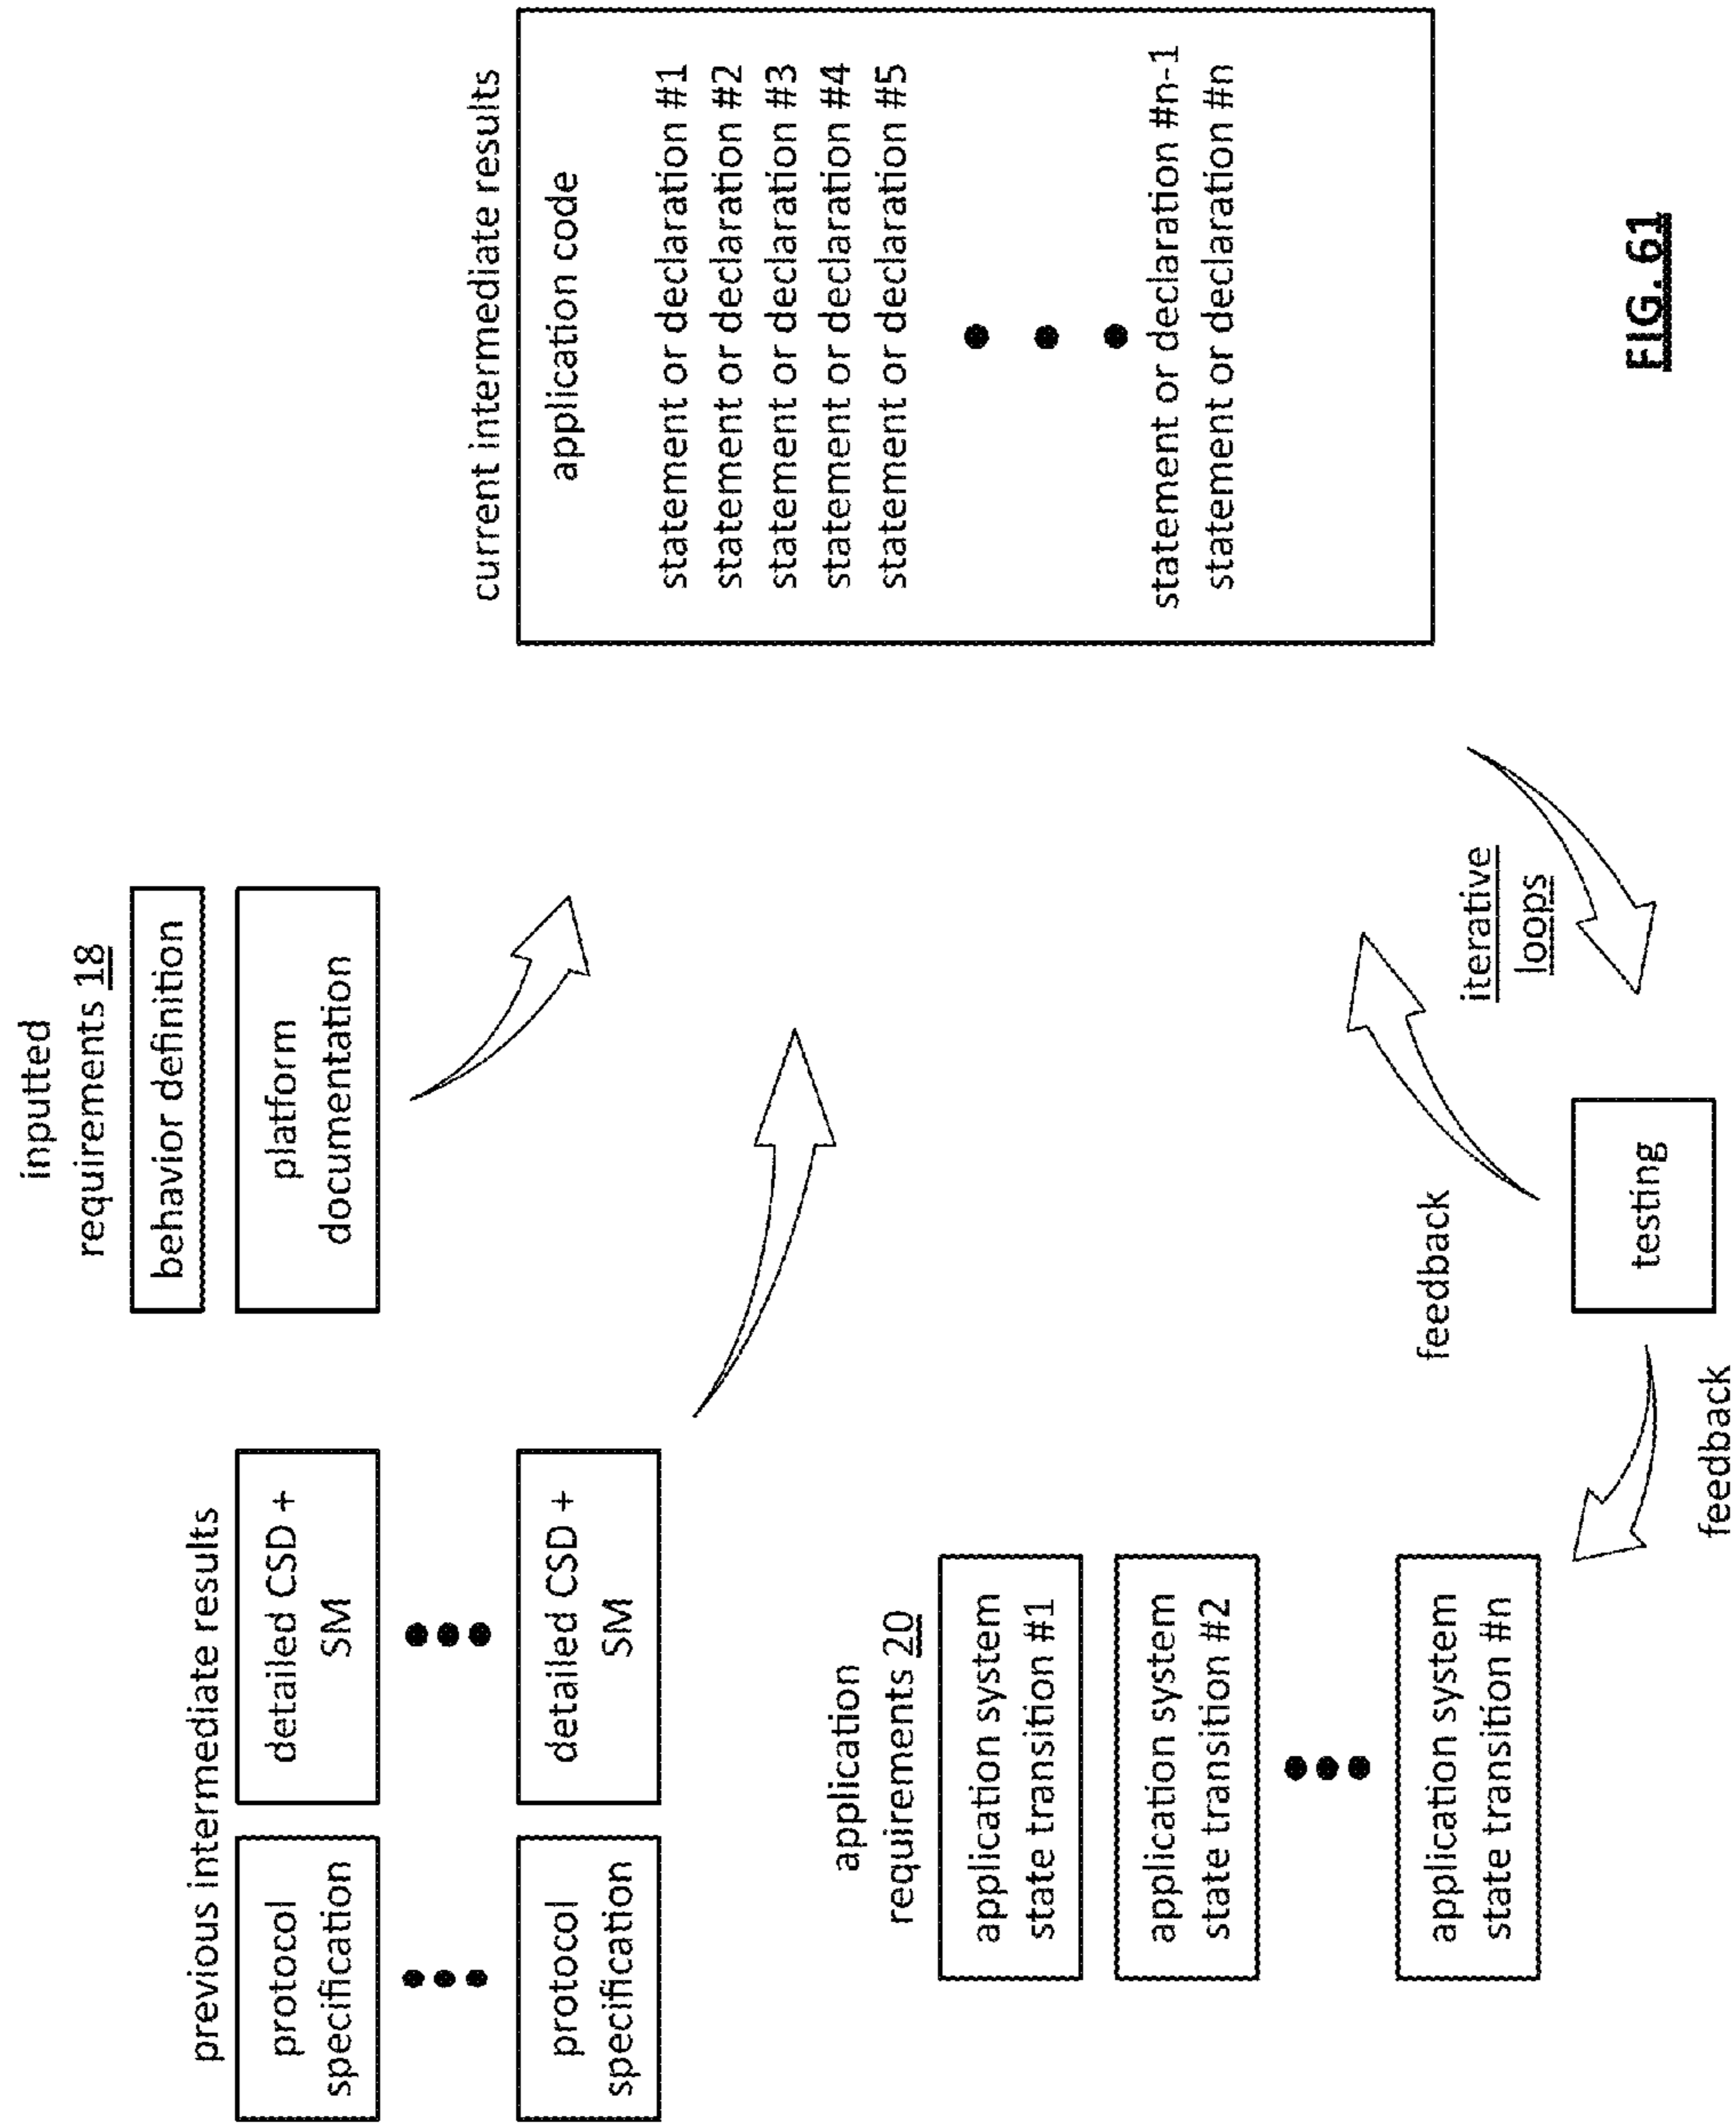 inputted
requirements 18
behavior definition
platform
documentation
previous intermediate results
protocol
specification
detailed CSD +
SM
protocol
specification
detailed CSD +
SM
current intermediate results
application code
statement or declaration #1
statement or declaration #2
statement or declaration #3
statement or declaration #4
statement or declaration #5
statement or declaration #n-1
statement or declaration #n
application
requirements 20
application system
state transition #1
application system
state transition #2
application system
state transition #n
feedback
iterative
loops
testing
feedback
FIG. 61